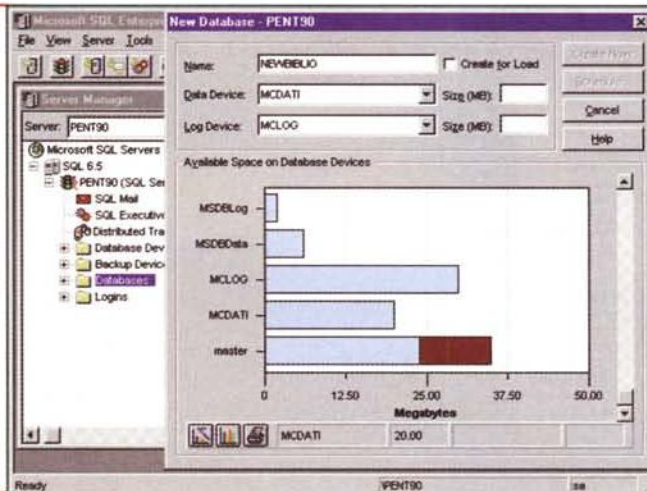 Microsoft SQL Enterpr
File View Server Tools
Server Manager
Server: PENT90
Microsoft SQL Servers
SQL 6.5
PENT90 (SQL Ser
SQL Mail
SQL Executive
Distributed Tra
Database Dev
Backup Device
Databases
Logins
Ready
New Database - PENT90
Name: NEWBIBLIO
Create for Load
Data Device: MCDATI
Size (MB):
Log Device: MCLOG
Size (MB):
Create Now
Schedule...
Cancel
Help
Available Space on Database Devices
MSDBLog
MSDBData
MCLOG
MCDATI
master
0 12.50 25.00 37.50 50.00
Megabytes
MCDATI 20.00
\PENT90 sa